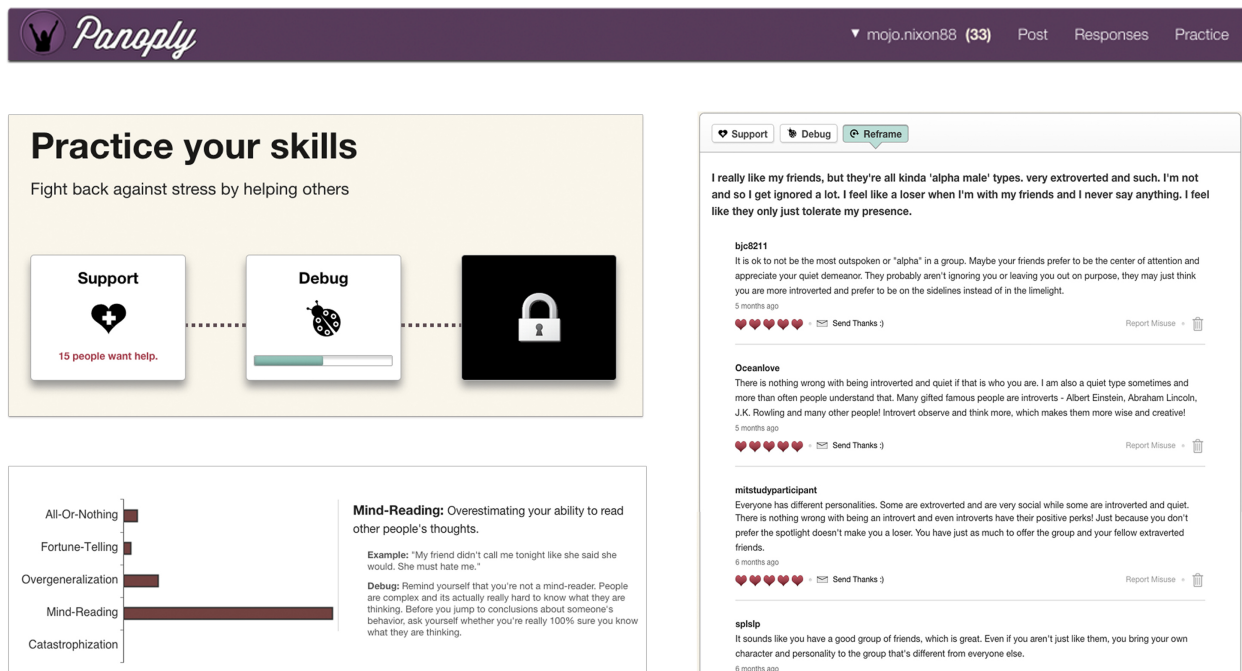 Panoply
▼ mojo.nixon88 (33) Post Responses Practice
Practice your skills
Fight back against stress by helping others
Support
15 people want help.
Debug
All-Or-Nothing
Fortune-Telling
Overgeneralization
Mind-Reading
Catastrophization
Mind-Reading: Overestimating your ability to read
other people's thoughts.
Example: "My friend didn't call me tonight like she said she
would. She must hate me."
Debug: Remind yourself that you're not a mind-reader. People
are complex and its actually really hard to know what they are
thinking. Before you jump to conclusions about someone's
behavior, ask yourself whether you're really 100% sure you know
what they are thinking.
Support Debug Reframe
I really like my friends, but they're all kinda 'alpha male' types. very extroverted and such. I'm not
and so I get ignored a lot. I feel like a loser when I'm with my friends and I never say anything. I feel
like they only just tolerate my presence.
bjc8211
It is ok to not be the most outspoken or "alpha" in a group. Maybe your friends prefer to be the center of attention and
appreciate your quiet demeanor. They probably aren't ignoring you or leaving you out on purpose, they may just think
you are more introverted and prefer to be on the sidelines instead of in the limelight.
5 months ago
Send Thanks :) Report Misuse
Oceanlove
There is nothing wrong with being introverted and quiet if that is who you are. I am also a quiet type sometimes and
more than often people understand that. Many gifted famous people are introverts - Albert Einstein, Abraham Lincoln,
J.K. Rowling and many other people! Introvert observe and think more, which makes them more wise and creative!
5 months ago
Send Thanks :) Report Misuse
mitstudyparticipant
Everyone has different personalities. Some are extroverted and are very social while some are introverted and quiet.
There is nothing wrong with being an introvert and even introverts have their positive perks! Just because you don't
prefer the spotlight doesn't make you a loser. You have just as much to offer the group and your fellow extraverted
friends.
6 months ago
Send Thanks :) Report Misuse
splslp
It sounds like you have a good group of friends, which is great. Even if you aren't just like them, you bring your own
character and personality to the group that's different from everyone else.
6 months ago